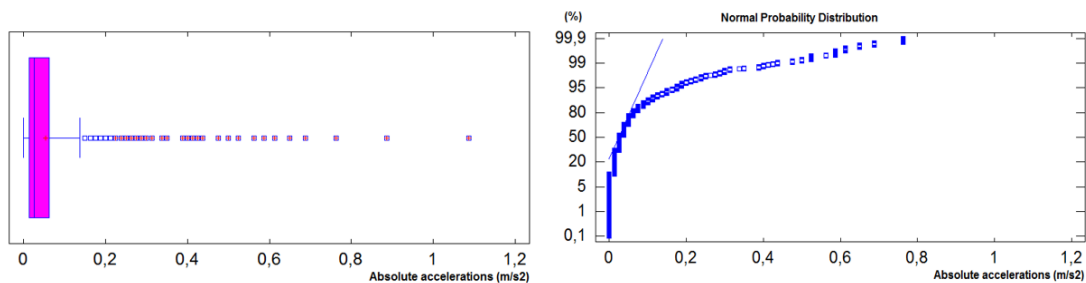 0 0,2 0,4 0,6 0,8 1 1,2
Absolute accelerations (m/s2)
(%) Normal Probability Distribution
99,9
99
95
80
50
20
5
1
0,1
0 0,2 0,4 0,6 0,8 1 1,2
Absolute accelerations (m/s2)